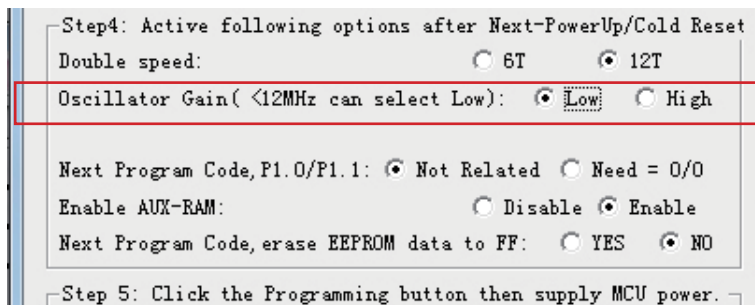 Step4: Active following options after Next-PowerUp/Cold Reset
Double speed: 6T 12T
Oscillator Gain( <12MHz can select Low): Low High
Next Program Code,P1.0/P1.1: Not Related Need = 0/0
Enable AUX-RAM: Disable Enable
Next Program Code,erase EEPROM data to FF: YES NO
Step 5: Click the Programming button then supply MCU power.